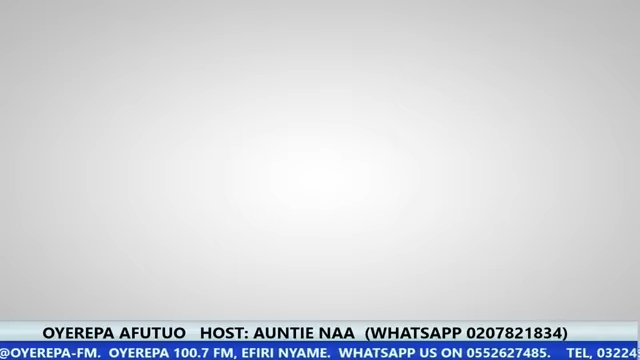 OYEREPA AFUTUO HOST: AUNTIE NAA (WHATSAPP 0207821834)
@OYEREPA-FM. OYEREPA 100.7 FM, EFIRI NYAME. WHATSAPP US ON 0552627485. TEL, 03224